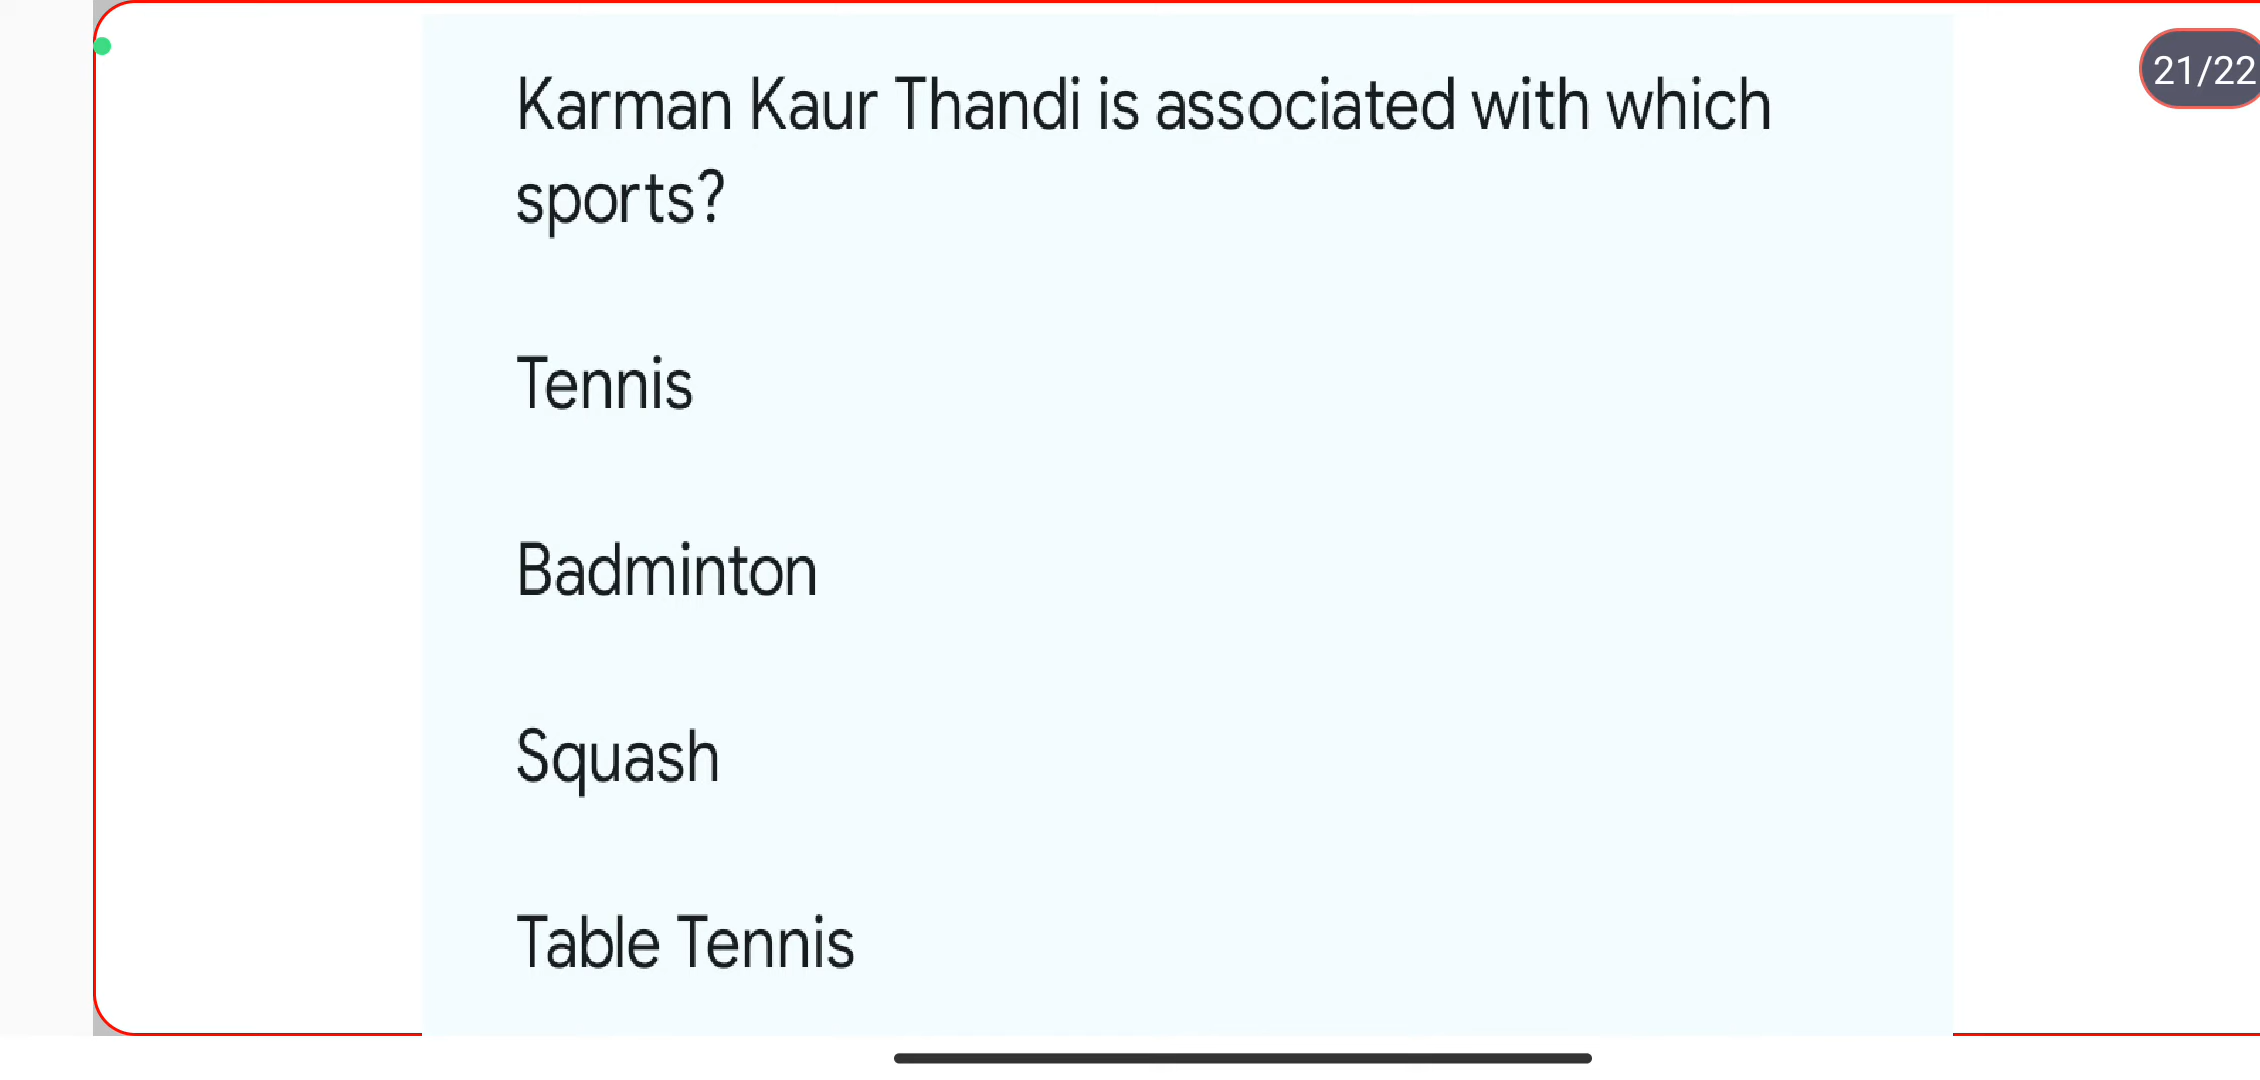 Karman Kaur Thandi is associated with which
sports?
21/22
Tennis
Badminton
Squash
Table Tennis